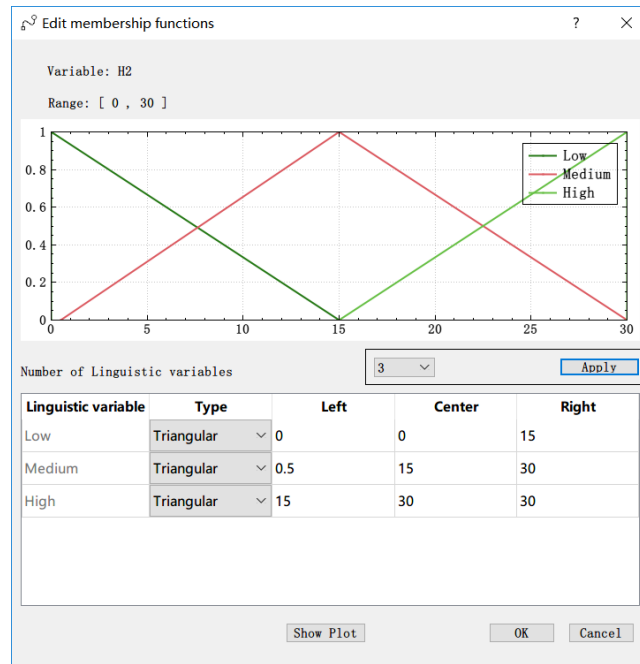 Edit membership functions
Variable: H2
Range: [ 0 , 30 ]
1
0.8
0.6
0.4
0.2
0
0 5 10 15 20 25 30
Low
Medium
High
Number of Linguistic variables 3 Apply
Linguistic variable Type Left Center Right
Low Triangular 0 0 15
Medium Triangular 0.5 15 30
High Triangular 15 30 30
Show Plot OK Cancel